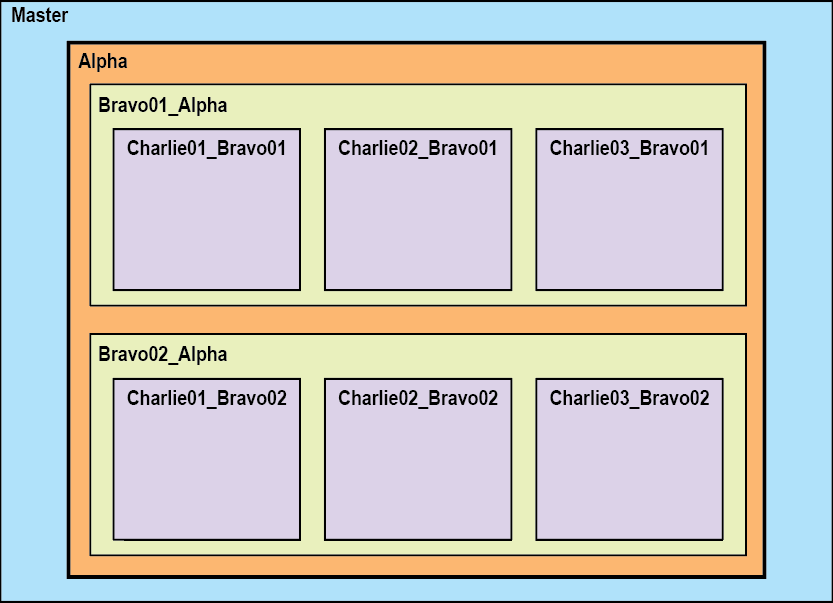 Master
Alpha
Bravo01_Alpha
Charlie01_Bravo01
Charlie02_Bravo01
Charlie03_Bravo01
Bravo02_Alpha
Charlie01_Bravo02
Charlie02_Bravo02
Charlie03_Bravo02